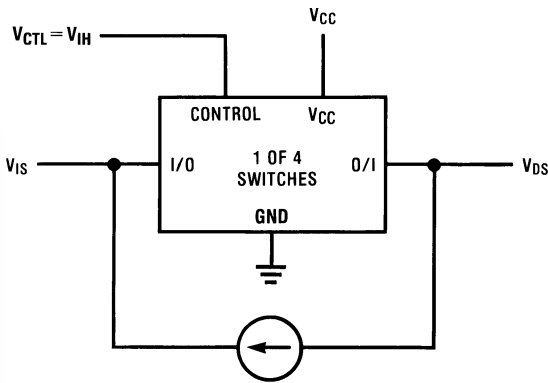 VCC
VCTL = VIH
CONTROL VCC
VIS I/O 1 OF 4 O/I VDS
SWITCHES
GND